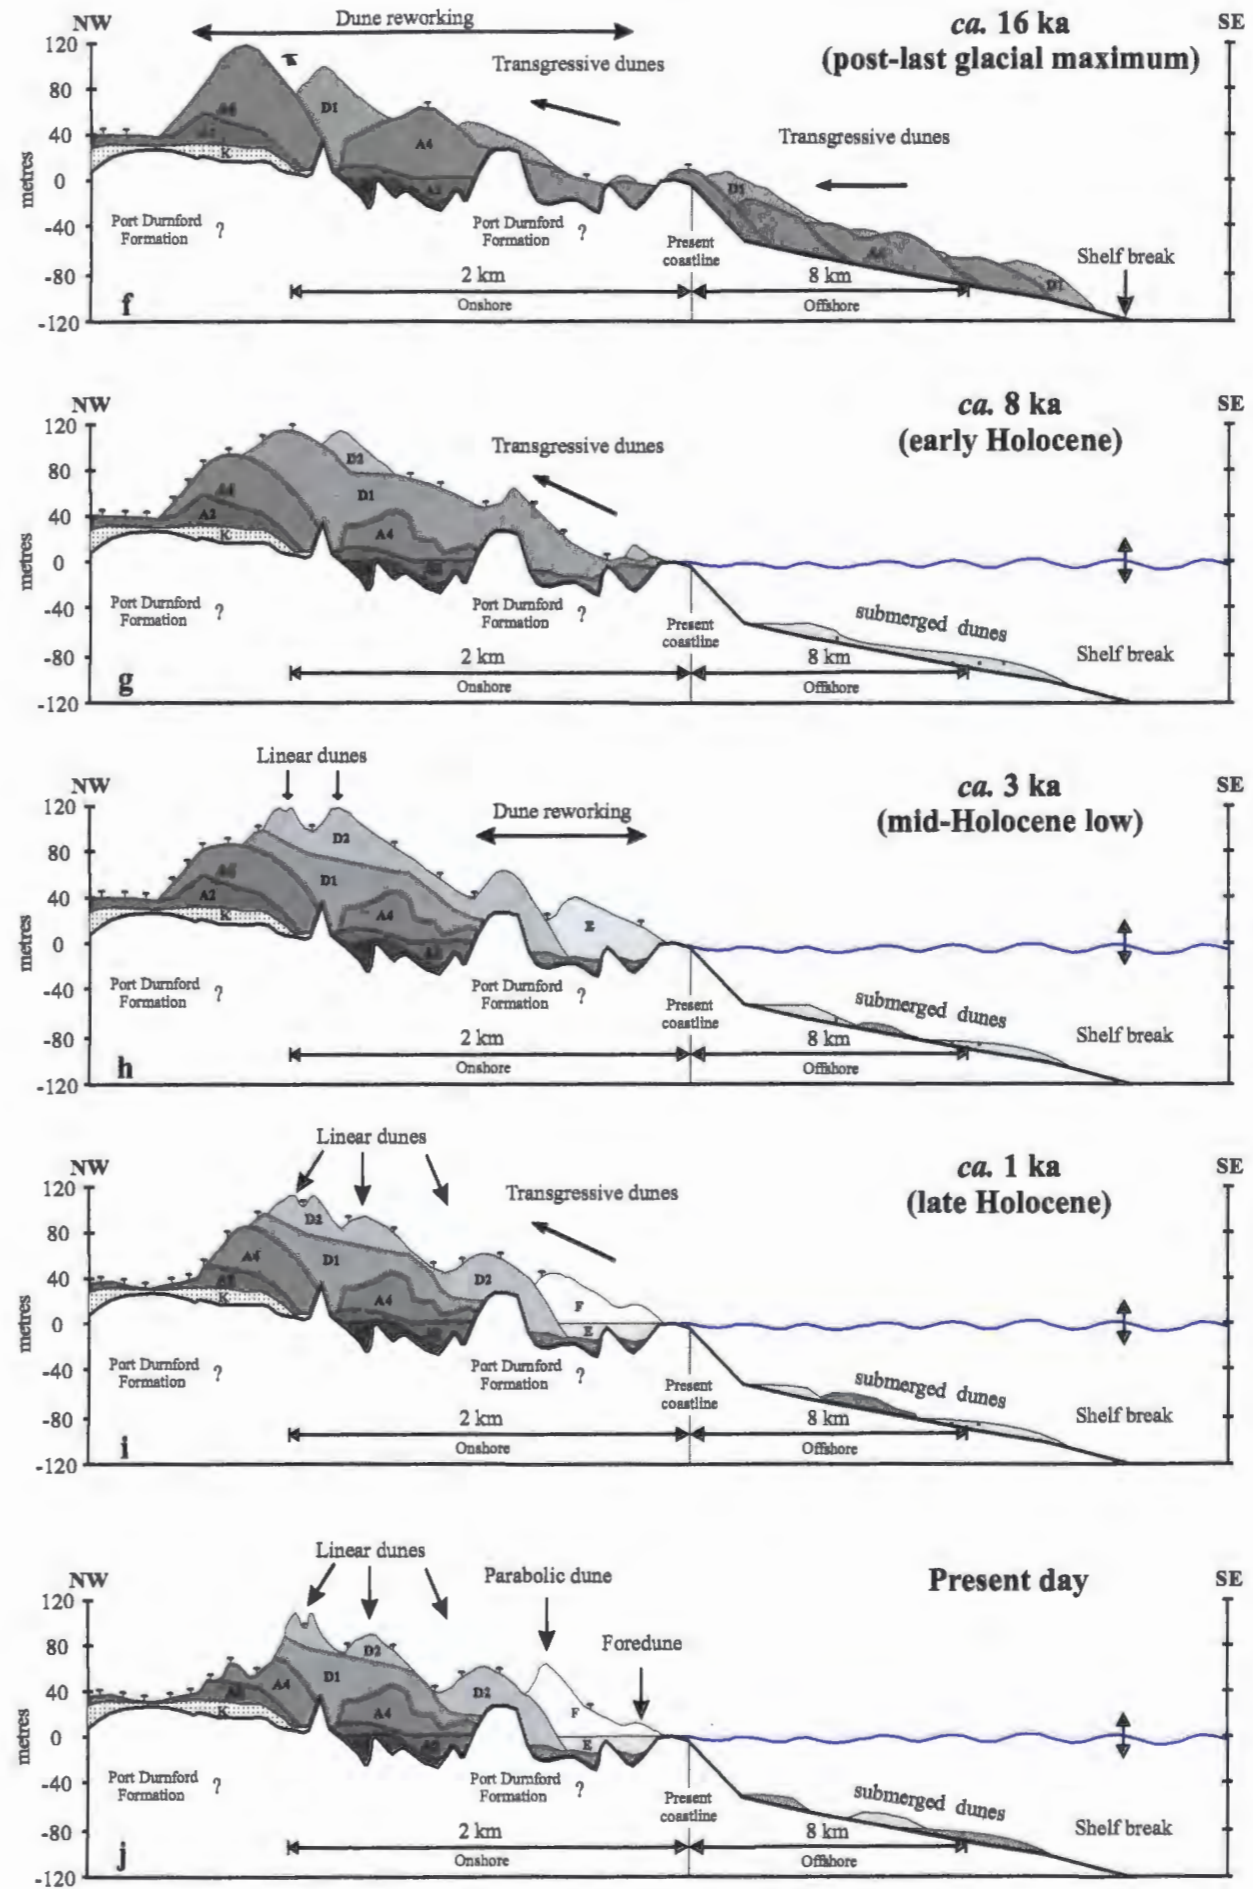 NW
Dune reworking
ca. 16 ka
SE
(post-last glacial maximum)
Transgressive dunes
Transgressive dunes
120
80
40
0
-40
-80
-120
metres
D1
A4
K
D1
D1
Port Durnford
Formation ?
Port Durnford
Formation ?
Present
coastline
Shelf break
2 km
8 km
Onshore
Offshore
f
NW
ca. 8 ka
SE
(early Holocene)
Transgressive dunes
120
80
40
0
-40
-80
-120
metres
D2
D1
A4
A2
K
A4
Port Durnford
Formation ?
Port Durnford
Formation ?
Present
coastline
submerged dunes
Shelf break
2 km
8 km
Onshore
Offshore
g
Linear dunes
NW
ca. 3 ka
SE
(mid-Holocene low)
Dune reworking
120
80
40
0
-40
-80
-120
metres
D2
D1
A2
K
A4
E
Port Durnford
Formation ?
Port Durnford
Formation ?
Present
coastline
submerged dunes
Shelf break
2 km
8 km
Onshore
Offshore
h
Linear dunes
NW
ca. 1 ka
SE
(late Holocene)
Transgressive dunes
120
80
40
0
-40
-80
-120
metres
D2
A4
D1
D2
K
A4
F
E
Port Durnford
Formation ?
Port Durnford
Formation ?
Present
coastline
submerged dunes
Shelf break
2 km
8 km
Onshore
Offshore
i
Linear dunes
NW
Parabolic dune
Present day
SE
Foredune
120
80
40
0
-40
-80
-120
metres
D2
A4
D1
D2
K
A4
F
E
Port Durnford
Formation ?
Port Durnford
Formation ?
Present
coastline
submerged dunes
Shelf break
2 km
8 km
Onshore
Offshore
j